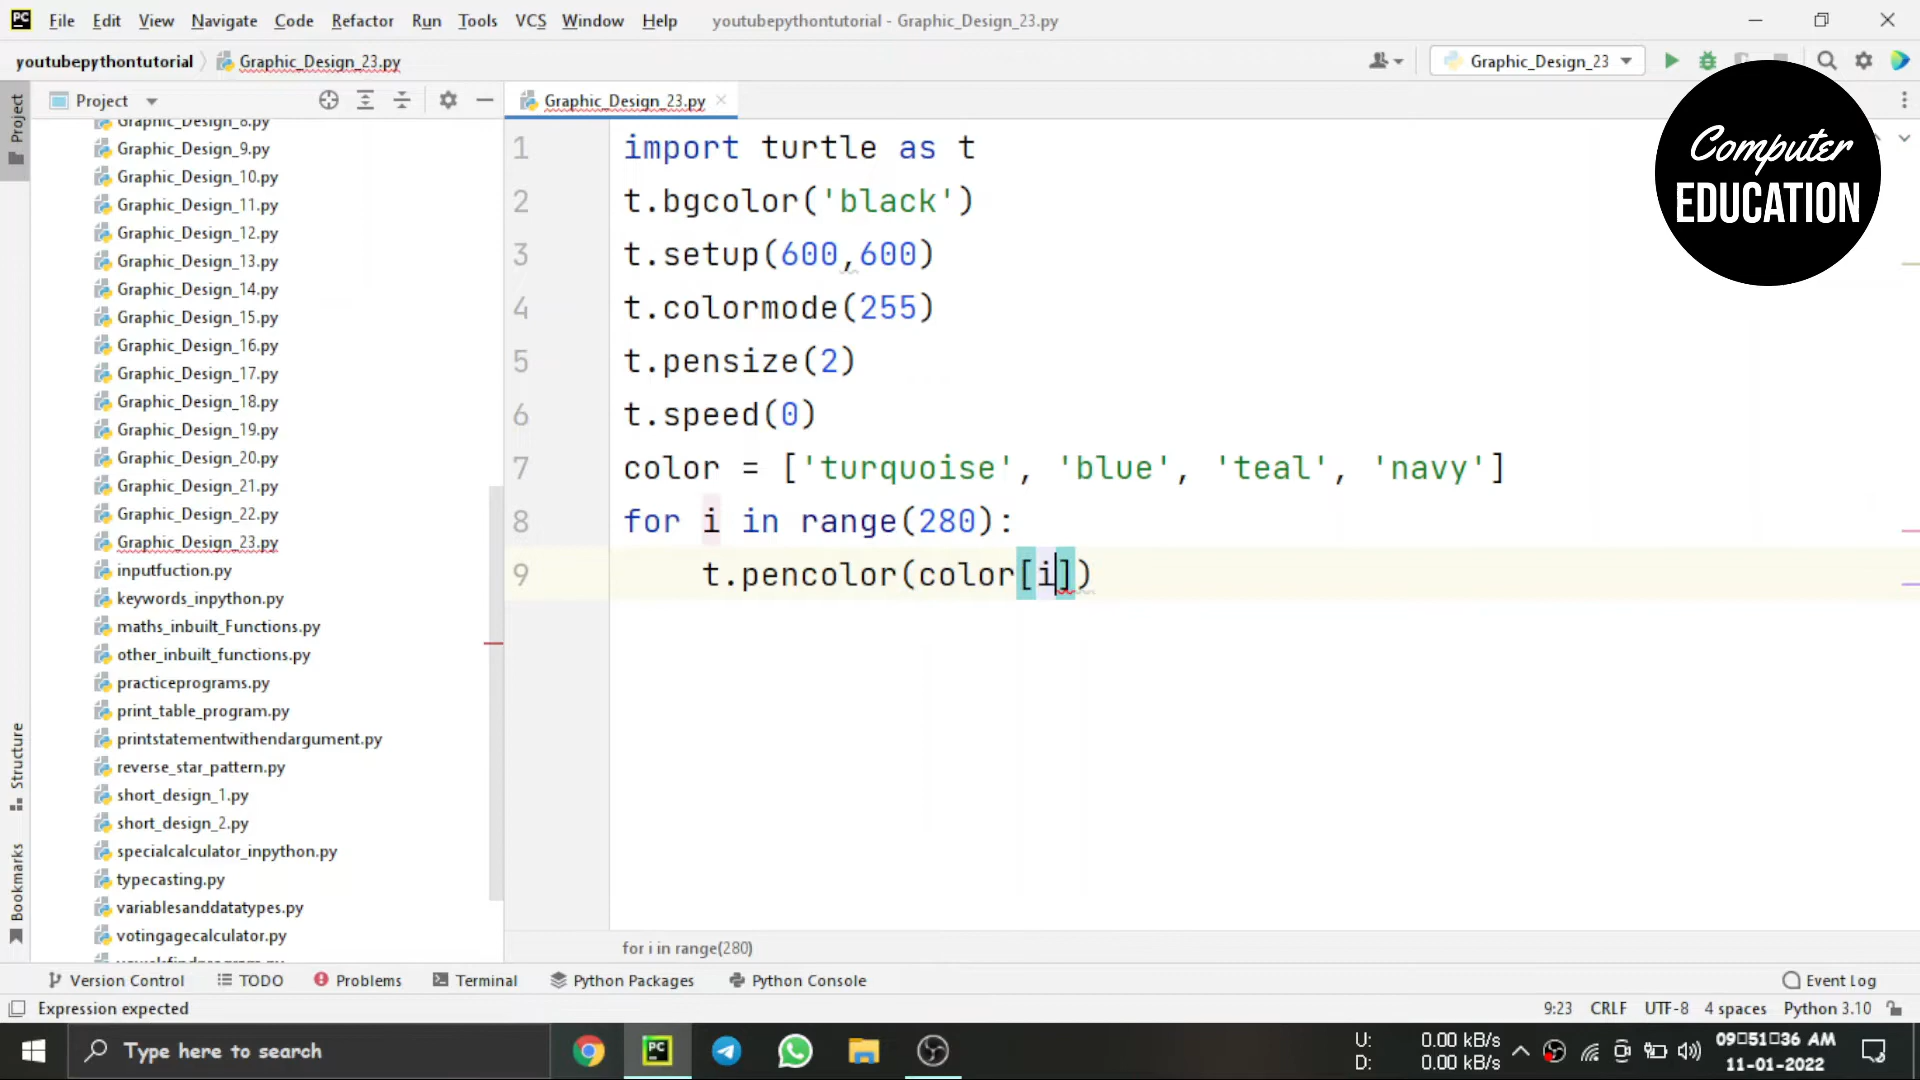 File Edit View Navigate Code Refactor Run Tools VCS Window Help youtubepythontutorial - Graphic_Design_23.py
youtubepythontutorial Graphic_Design_23.py
Graphic_Design_23
Computer
EDUCATION
Project
Project
Structure
Bookmarks
Graphic_Design_8.py
Graphic_Design_9.py
Graphic_Design_10.py
Graphic_Design_11.py
Graphic_Design_12.py
Graphic_Design_13.py
Graphic_Design_14.py
Graphic_Design_15.py
Graphic_Design_16.py
Graphic_Design_17.py
Graphic_Design_18.py
Graphic_Design_19.py
Graphic_Design_20.py
Graphic_Design_21.py
Graphic_Design_22.py
Graphic_Design_23.py
inputfuction.py
keywords_inpython.py
maths_inbuilt_Functions.py
other_inbuilt_functions.py
practiceprograms.py
print_table_program.py
printstatementwithendargument.py
reverse_star_pattern.py
short_design_1.py
short_design_2.py
specialcalculator_inpython.py
typecasting.py
variablesanddatatypes.py
votingagecalculator.py
Graphic_Design_23.py
1 import turtle as t
2 t.bgcolor('black')
3 t.setup(600,600)
4 t.colormode(255)
5 t.pensize(2)
6 t.speed(0)
7 color = ['turquoise', 'blue', 'teal', 'navy']
8 for i in range(280):
9 t.pencolor(color[i])
for i in range(280)
Version Control TODO Problems Terminal Python Packages Python Console Event Log
Expression expected 9:23 CRLF UTF-8 4 spaces Python 3.10
PC
Type here to search
PC
U: 0.00 kB/s
D: 0.00 kB/s
09□51□36 AM
11-01-2022